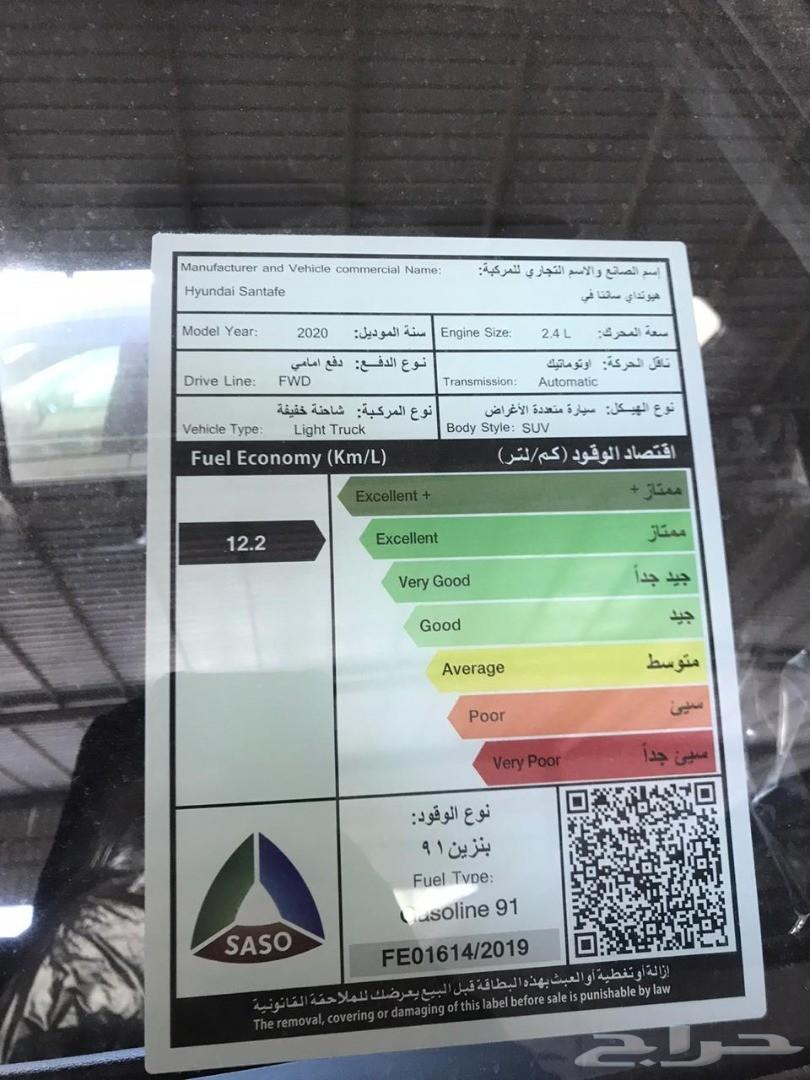 Manufacturer and Vehicle commercial Name: إسم الصانع والاسم التجاري للمركبة:
Hyundai Santafe هيونداي سانتا في
Model Year: 2020 سنة الموديل: Engine Size: 2.4 L سعة المحرك:
نوع الدفع: دفع امامي
Drive Line: FWD
ناقل الحركة: اوتوماتيك
Transmission: Automatic
نوع المركبة: شاحنة خفيفة
Vehicle Type: Light Truck
نوع الهيكل: سيارة متعددة الأغراض
Body Style: SUV
Fuel Economy (Km/L) اقتصاد الوقود (كم/لتر)
Excellent + ممتاز +
12.2
Excellent ممتاز
Very Good جيد جداً
Good جيد
Average متوسط
Poor سيئ
Very Poor سيئ جداً
نوع الوقود:
بنزين ٩١
Fuel Type:
Gasoline 91
FE01614/2019
SASO
إزالة أو تغطية أو العبث بهذه البطاقة قبل البيع يعرضك للملاحقة القانونية
The removal, covering or damaging of this label before sale is punishable by law
حراج